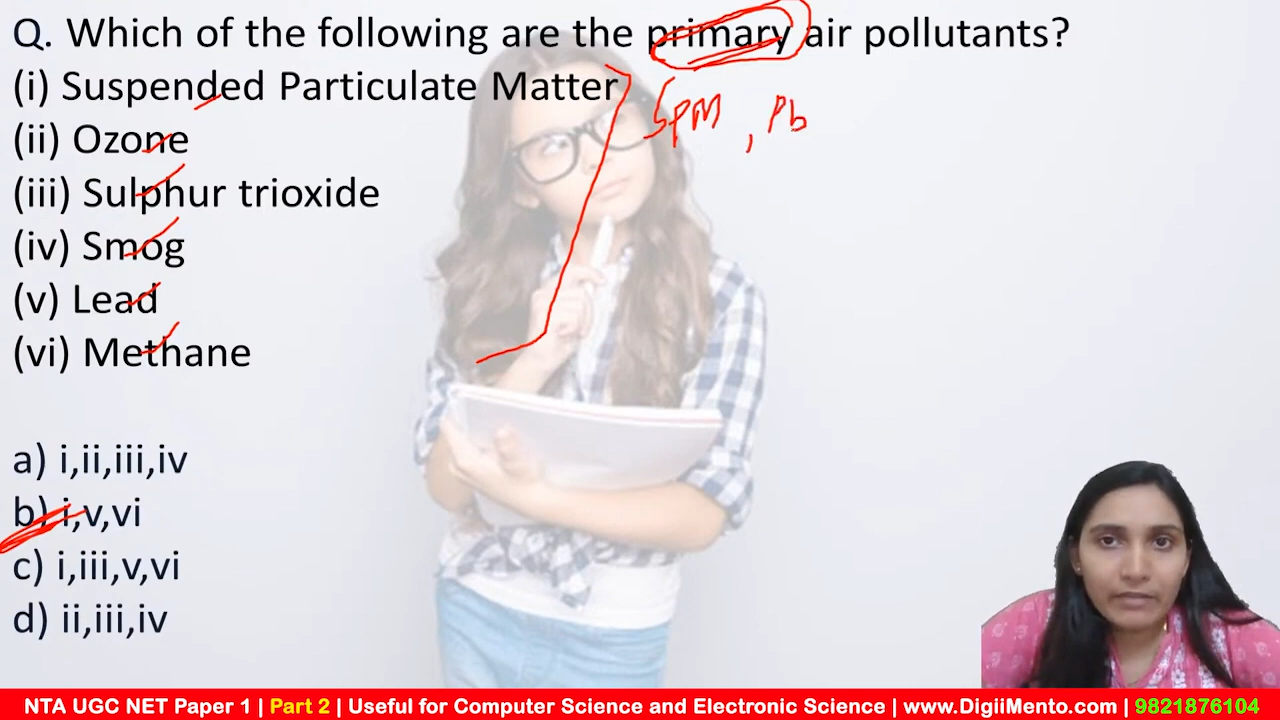 Q. Which of the following are the primary air pollutants?
(i) Suspended Particulate Matter
SPM , Pb
(ii) Ozone
(iii) Sulphur trioxide
(iv) Smog
(v) Lead
(vi) Methane
a) i,ii,iii,iv
b) i,v,vi
c) i,iii,v,vi
d) ii,iii,iv
NTA UGC NET Paper 1 | Part 2 | Useful for Computer Science and Electronic Science | www.DigiiMento.com | 9821876104